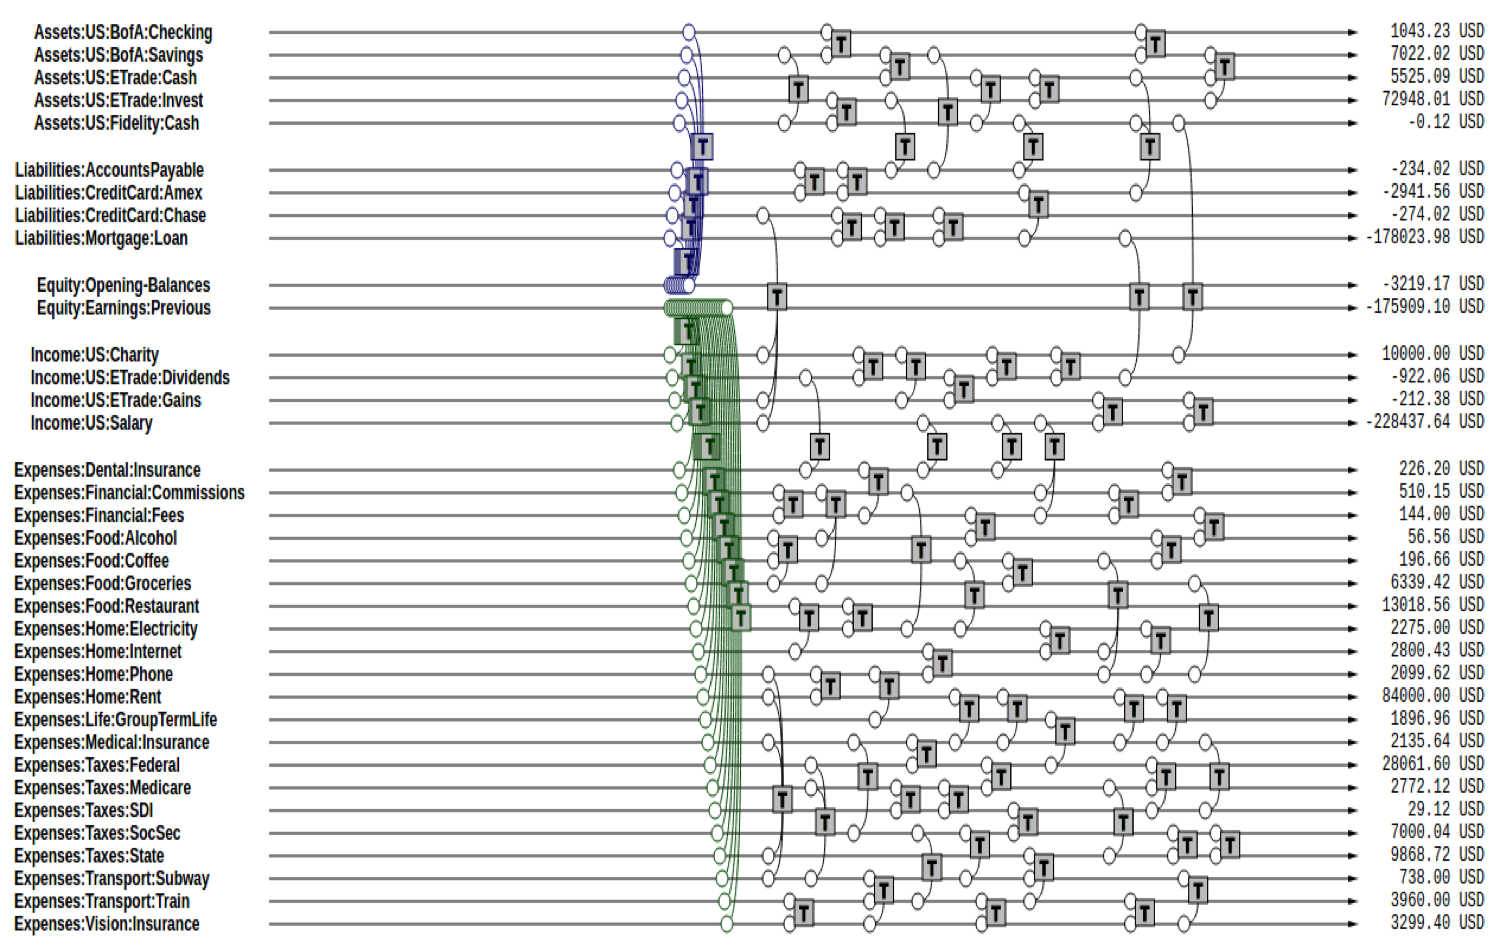 Assets:US:BofA:Checking 1043.23 USD
Assets:US:BofA:Savings 7022.02 USD
Assets:US:ETrade:Cash 5525.09 USD
Assets:US:ETrade:Invest 72948.01 USD
Assets:US:Fidelity:Cash -0.12 USD
Liabilities:AccountsPayable -234.02 USD
Liabilities:CreditCard:Amex -2941.56 USD
Liabilities:CreditCard:Chase -274.02 USD
Liabilities:Mortgage:Loan -178023.98 USD
Equity:Opening-Balances -3219.17 USD
Equity:Earnings:Previous -175909.10 USD
Income:US:Charity 10000.00 USD
Income:US:ETrade:Dividends -922.06 USD
Income:US:ETrade:Gains -212.38 USD
Income:US:Salary -228437.64 USD
Expenses:Dental:Insurance 226.20 USD
Expenses:Financial:Commissions 510.15 USD
Expenses:Financial:Fees 144.00 USD
Expenses:Food:Alcohol 56.56 USD
Expenses:Food:Coffee 196.66 USD
Expenses:Food:Groceries 6339.42 USD
Expenses:Food:Restaurant 13018.56 USD
Expenses:Home:Electricity 2275.00 USD
Expenses:Home:Internet 2800.43 USD
Expenses:Home:Phone 2099.62 USD
Expenses:Home:Rent 84000.00 USD
Expenses:Life:GroupTermLife 1896.96 USD
Expenses:Medical:Insurance 2135.64 USD
Expenses:Taxes:Federal 28061.60 USD
Expenses:Taxes:Medicare 2772.12 USD
Expenses:Taxes:SDI 29.12 USD
Expenses:Taxes:SocSec 7000.04 USD
Expenses:Taxes:State 9868.72 USD
Expenses:Transport:Subway 738.00 USD
Expenses:Transport:Train 3960.00 USD
Expenses:Vision:Insurance 3299.40 USD